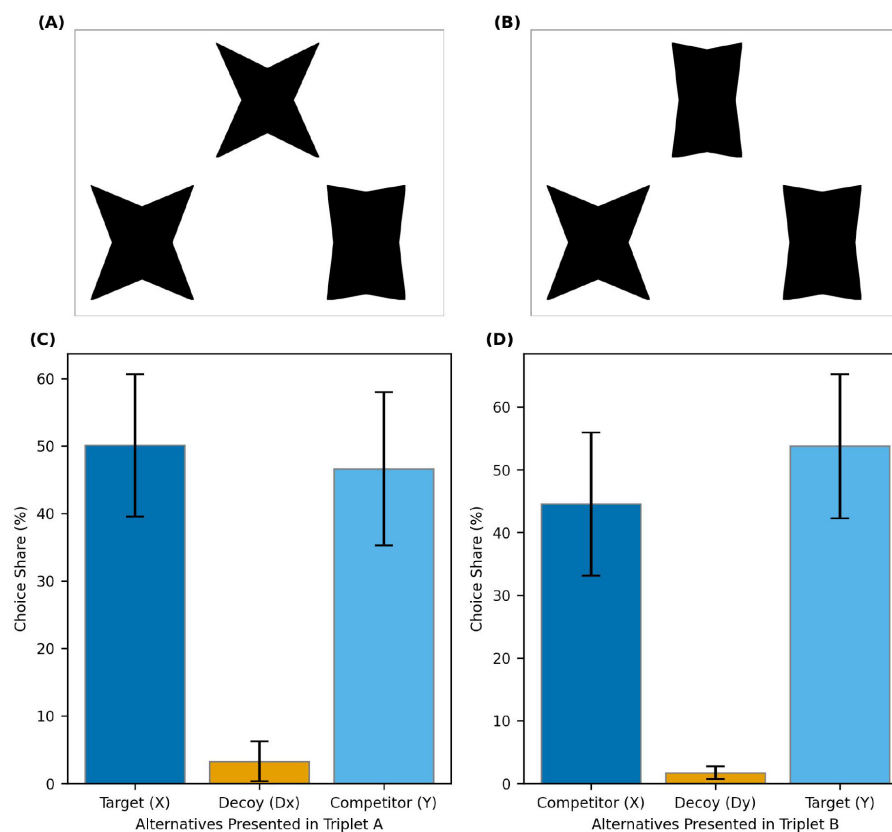 (A)
(B)
(C)
60
50
40
30
20
10
0
Choice Share (%)
Target (X)
Decoy (Dx)
Competitor (Y)
Alternatives Presented in Triplet A
(D)
60
50
40
30
20
10
0
Choice Share (%)
Competitor (X)
Decoy (Dy)
Target (Y)
Alternatives Presented in Triplet B